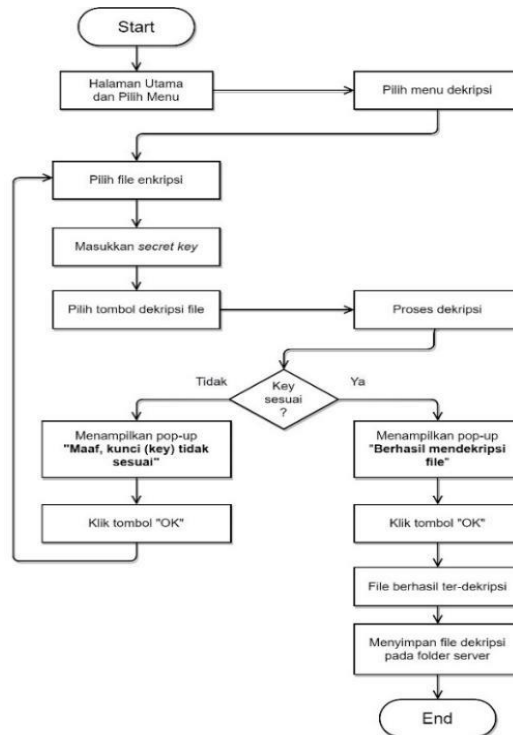 Start
Halaman Utama
dan Pilih Menu
Pilih menu dekripsi
Pilih file enkripsi
Masukkan secret key
Pilih tombol dekripsi file
Proses dekripsi
Tidak
Key
sesuai
?
Ya
Menampilkan pop-up
"Maaf, kunci (key) tidak
sesuai"
Menampilkan pop-up
"Berhasil mendekripsi
file"
Klik tombol "OK"
Klik tombol "OK"
File berhasil ter-dekripsi
Menyimpan file dekripsi
pada folder server
End